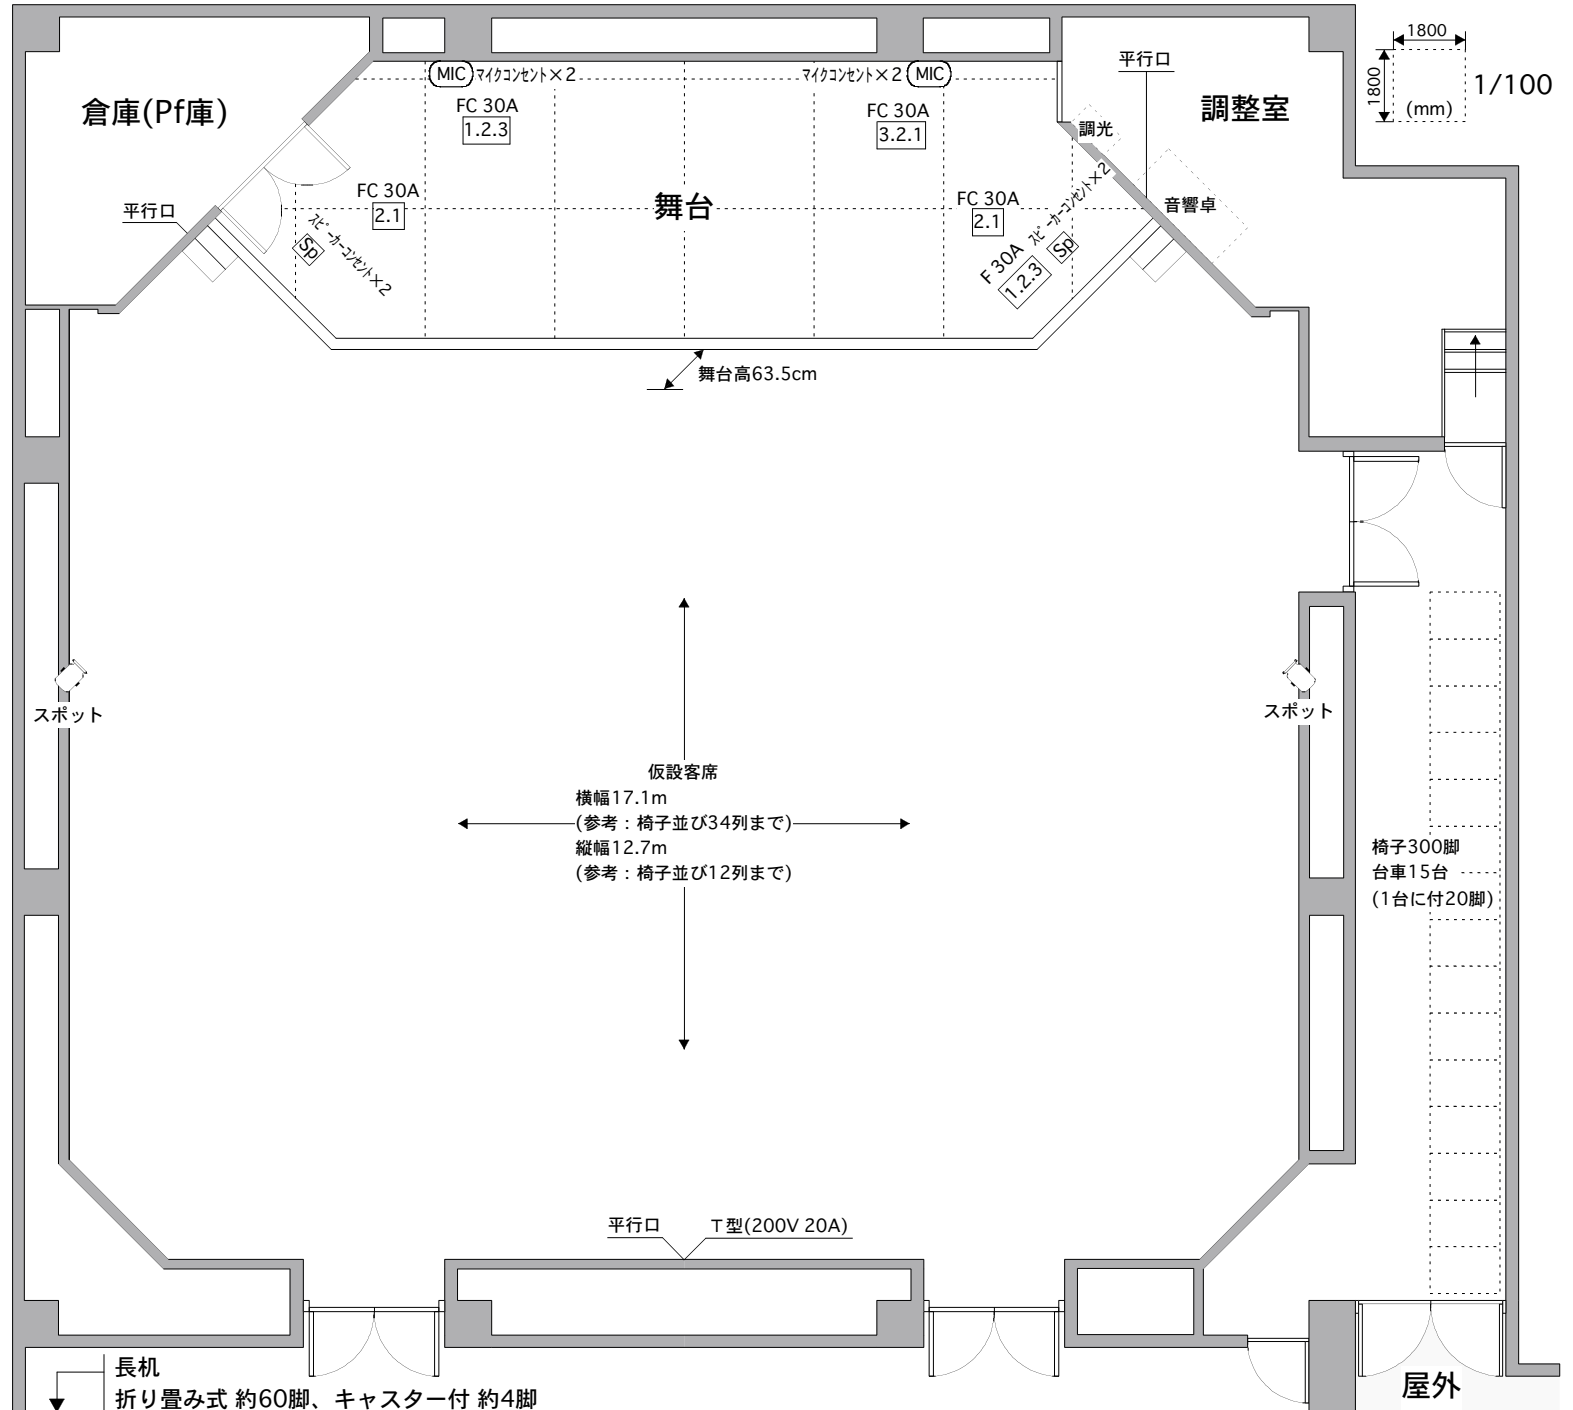 1800
1800
(mm)
1/100
MIC マイクコンセント×2
マイクコンセント×2 MIC
平行口
倉庫(Pf庫)
FC 30A
1.2.3
FC 30A
3.2.1
調光
調整室
FC 30A
2.1
舞台
FC 30A
2.1
音響卓
平行口
スピーカーコンセント×2
Sp
スピーカーコンセント×2
Sp
F 30A
1.2.3
舞台高63.5cm
スポット
スポット
仮設客席
横幅17.1m
(参考：椅子並び34列まで)
縦幅12.7m
(参考：椅子並び12列まで)
椅子300脚
台車15台
(1台に付20脚)
平行口
T型(200V 20A)
長机
折り畳み式 約60脚、キャスター付 約4脚
屋外